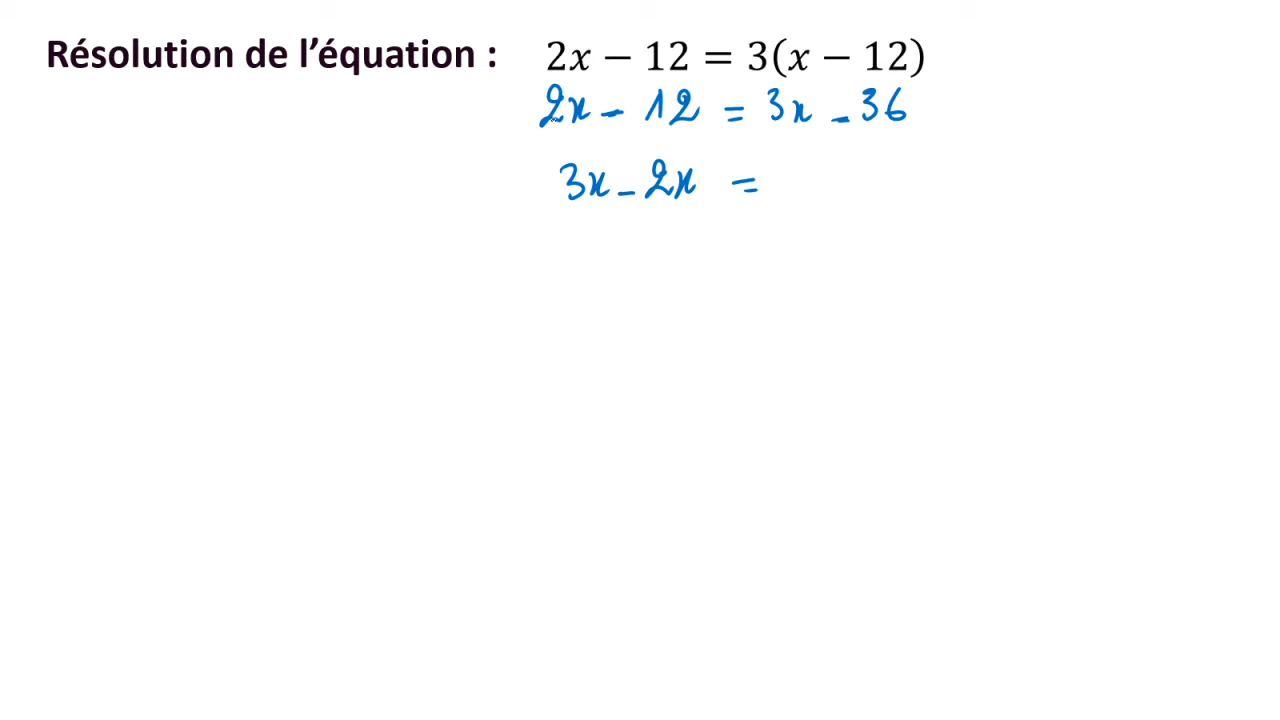 Résolution de l’équation : 2x − 12 = 3(x − 12)
2x - 12 = 3x - 36
3x - 2x =